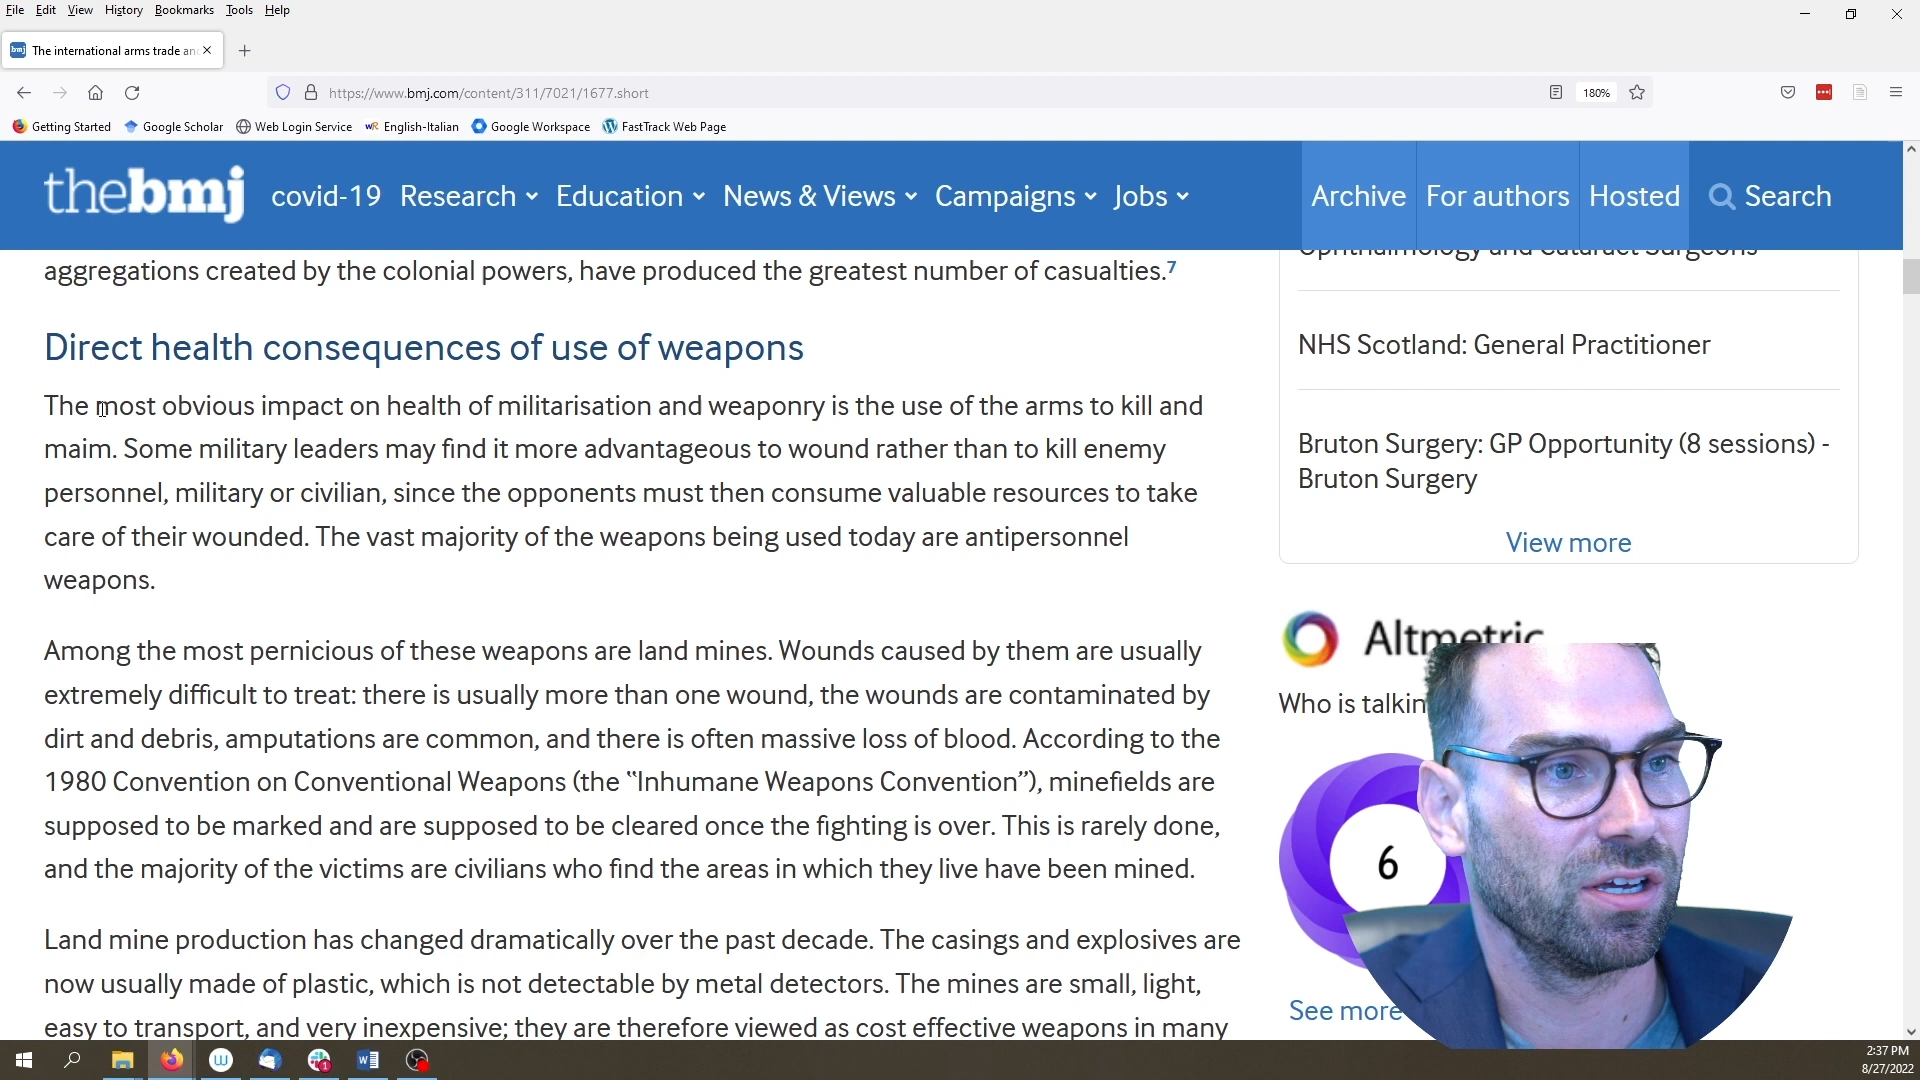 File Edit View History Bookmarks Tools Help
bmj The international arms trade an
https://www.bmj.com/content/311/7021/1677.short
180%
Getting Started Google Scholar Web Login Service WR English-Italian Google Workspace FastTrack Web Page
thebmj covid-19 Research Education News & Views Campaigns Jobs Archive For authors Hosted Search
aggregations created by the colonial powers, have produced the greatest number of casualties.7
Direct health consequences of use of weapons
The most obvious impact on health of militarisation and weaponry is the use of the arms to kill and
maim. Some military leaders may find it more advantageous to wound rather than to kill enemy
personnel, military or civilian, since the opponents must then consume valuable resources to take
care of their wounded. The vast majority of the weapons being used today are antipersonnel
weapons.
Among the most pernicious of these weapons are land mines. Wounds caused by them are usually
extremely difficult to treat: there is usually more than one wound, the wounds are contaminated by
dirt and debris, amputations are common, and there is often massive loss of blood. According to the
1980 Convention on Conventional Weapons (the “Inhumane Weapons Convention”), minefields are
supposed to be marked and are supposed to be cleared once the fighting is over. This is rarely done,
and the majority of the victims are civilians who find the areas in which they live have been mined.
Land mine production has changed dramatically over the past decade. The casings and explosives are
now usually made of plastic, which is not detectable by metal detectors. The mines are small, light,
easy to transport, and very inexpensive; they are therefore viewed as cost effective weapons in many
Ophthalmology and Cataract Surgeons
NHS Scotland: General Practitioner
Bruton Surgery: GP Opportunity (8 sessions) -
Bruton Surgery
View more
Altmetric
Who is talkin
6
See more
1
2:37 PM
8/27/2022